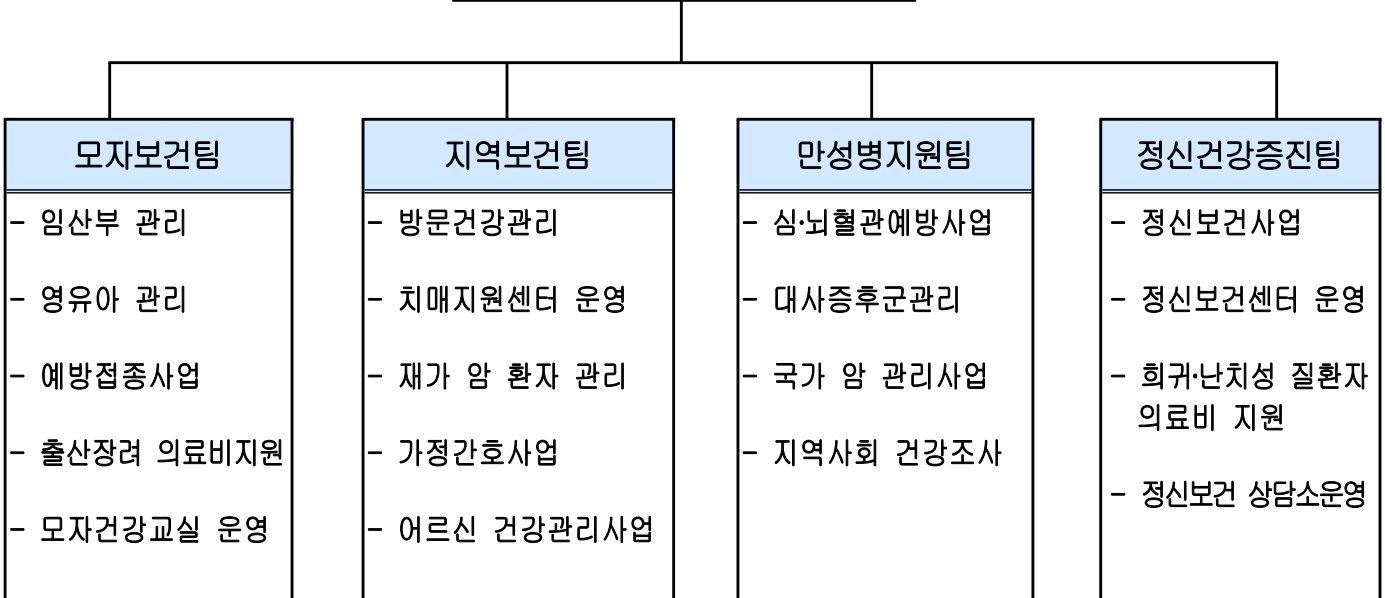 모자보건팀
- 임산부 관리
- 영유아 관리
- 예방접종사업
- 출산장려 의료비지원
- 모자건강교실 운영
지역보건팀
- 방문건강관리
- 치매지원센터 운영
- 재가 암 환자 관리
- 가정간호사업
- 어르신 건강관리사업
만성병지원팀
- 심·뇌혈관예방사업
- 대사증후군관리
- 국가 암 관리사업
- 지역사회 건강조사
정신건강증진팀
- 정신보건사업
- 정신보건센터 운영
- 희귀·난치성 질환자
의료비 지원
- 정신보건 상담소운영